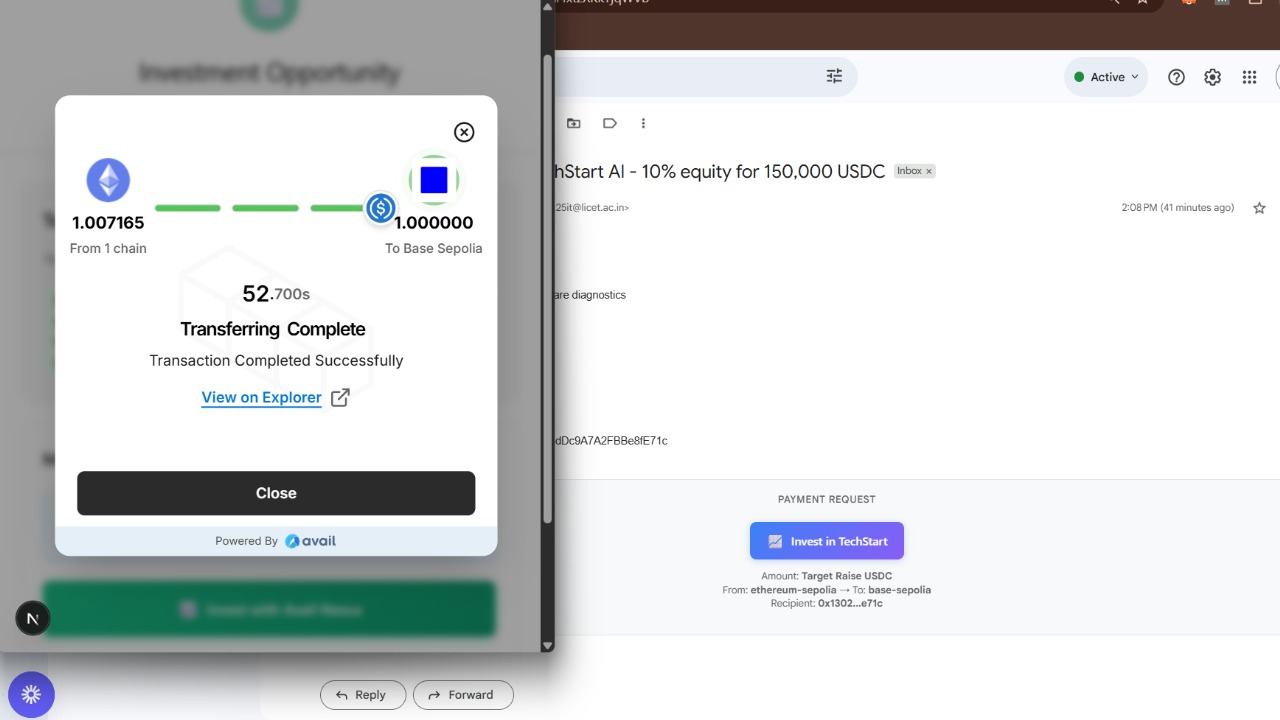 Investment Opportunity
1.007165
From 1 chain
1.000000
To Base Sepolia
52.700s
Transferring Complete
Transaction Completed Successfully
View on Explorer
Close
Powered By avail
Invest with Avail Nexus
N
Active
hStart AI - 10% equity for 150,000 USDC
Inbox ×
25it@licet.ac.in>
2:08 PM (41 minutes ago)
are diagnostics
dDc9A7A2FBBe8fE71c
PAYMENT REQUEST
Invest in TechStart
Amount: Target Raise USDC
From: ethereum-sepolia → To: base-sepolia
Recipient: 0x1302...e71c
Reply
Forward